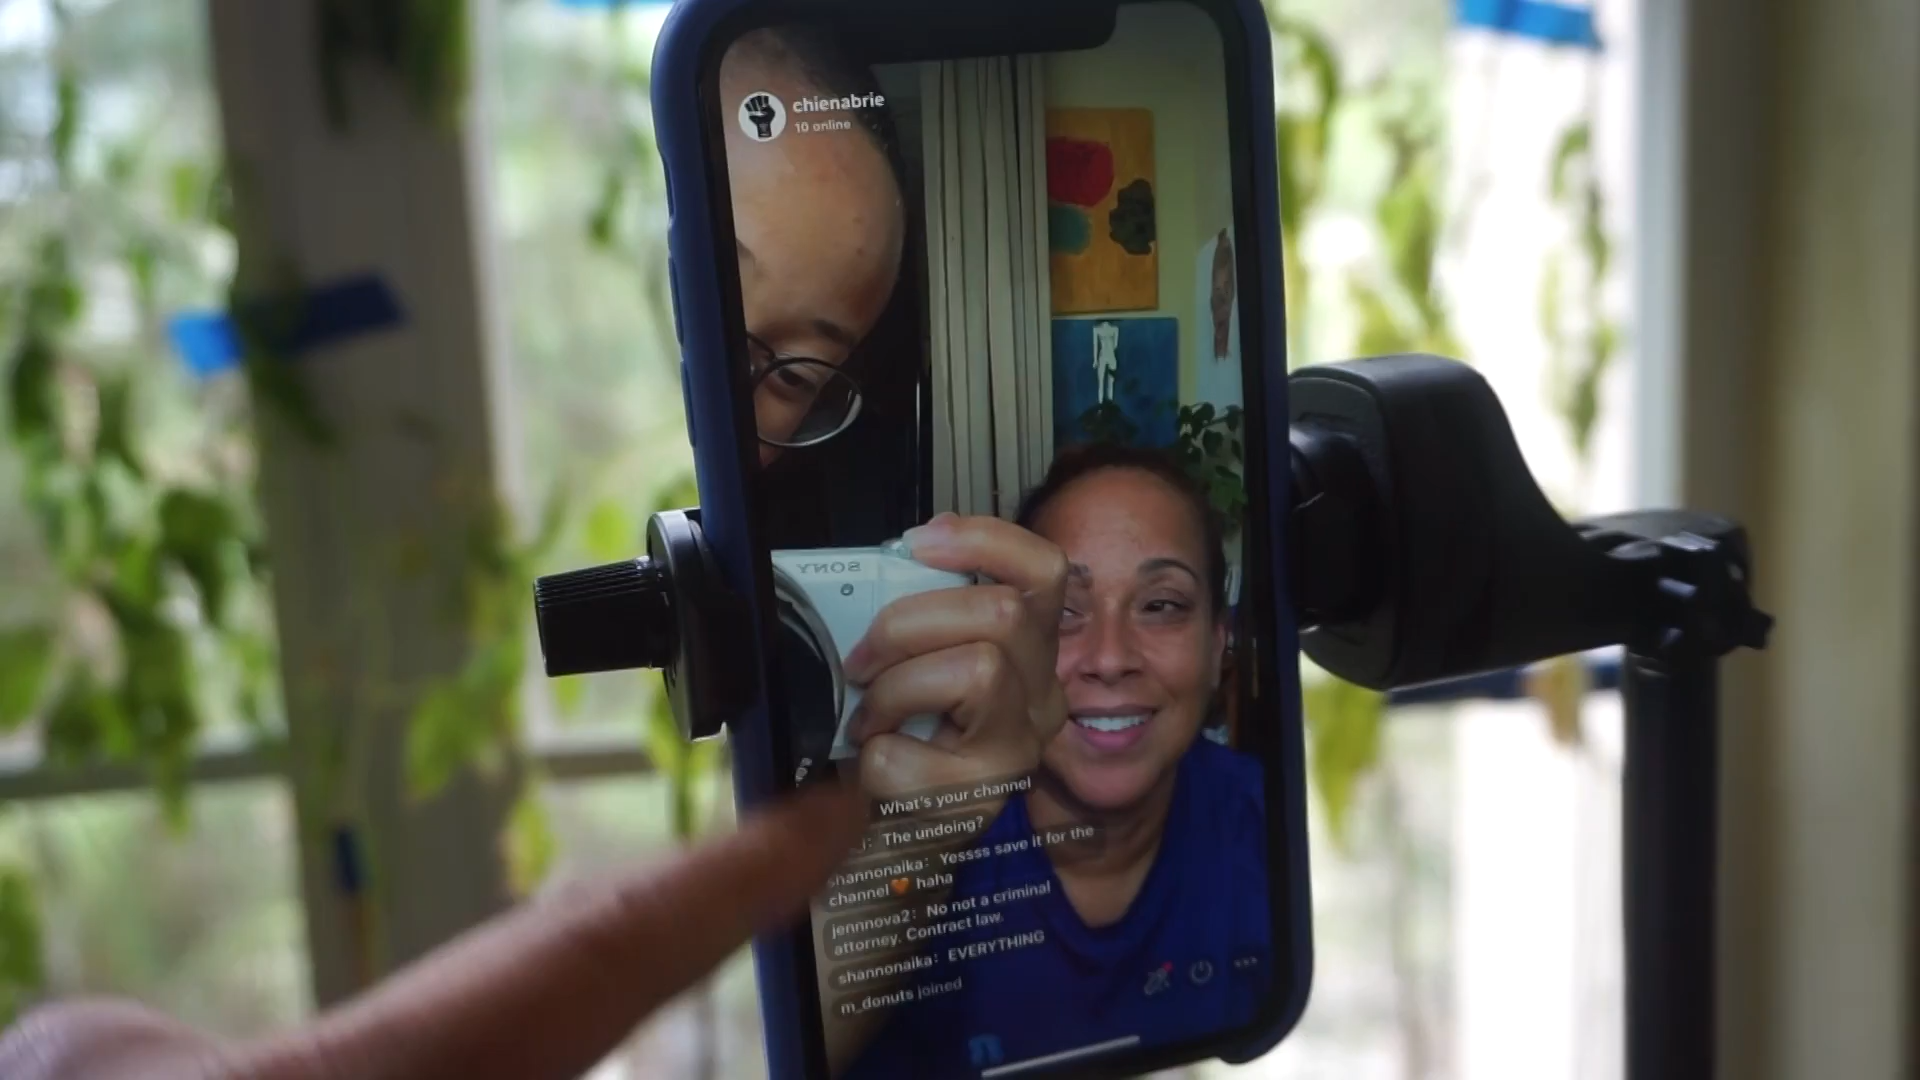 chienabrie
10 online
SONY
What's your channel
The undoing?
shannonaika: Yessss save it for the
channel🧡 haha
jennnova2: No not a criminal
attorney. Contract law.
shannonaika: EVERYTHING
m_donuts joined